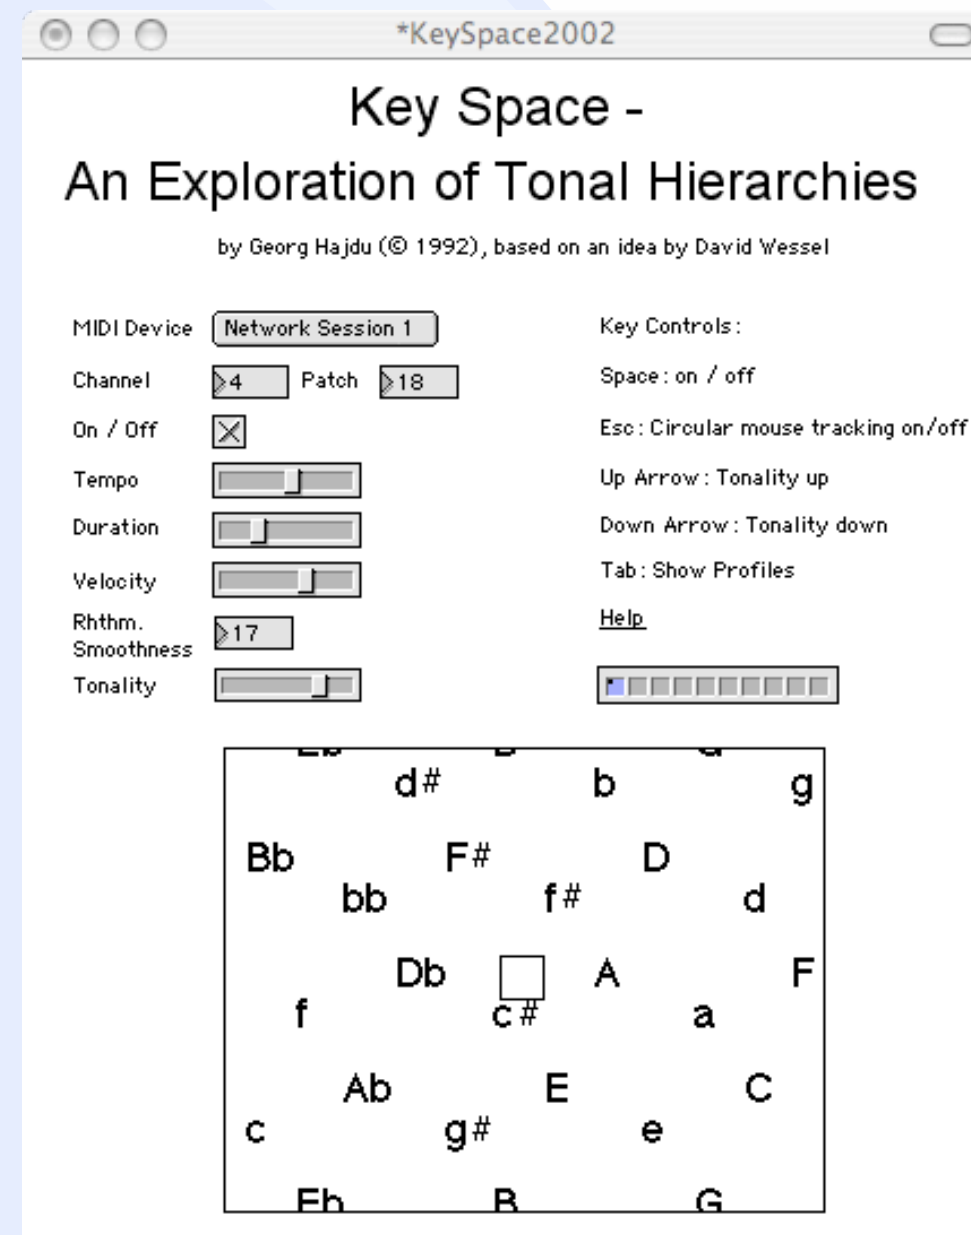 *KeySpace2002
Key Space -
An Exploration of Tonal Hierarchies
by Georg Hajdu (© 1992), based on an idea by David Wessel
MIDI Device Network Session 1
Channel 4 Patch 18
On / Off
Tempo
Duration
Velocity
Rhthm.
Smoothness
17
Tonality
Key Controls:
Space: on / off
Esc: Circular mouse tracking on/off
Up Arrow: Tonality up
Down Arrow: Tonality down
Tab: Show Profiles
Help
Eb B G
d# b g
Bb F# D
bb f# d
Db A F
f c# a
Ab E C
c g# e
Eb B G